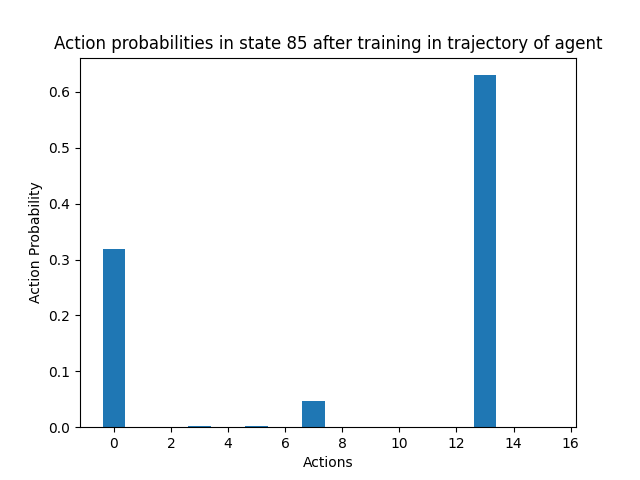 Action probabilities in state 85 after training in trajectory of agent
0.6
0.5
0.4
0.3
0.2
0.1
0.0
Action Probability
0 2 4 6 8 10 12 14 16
Actions